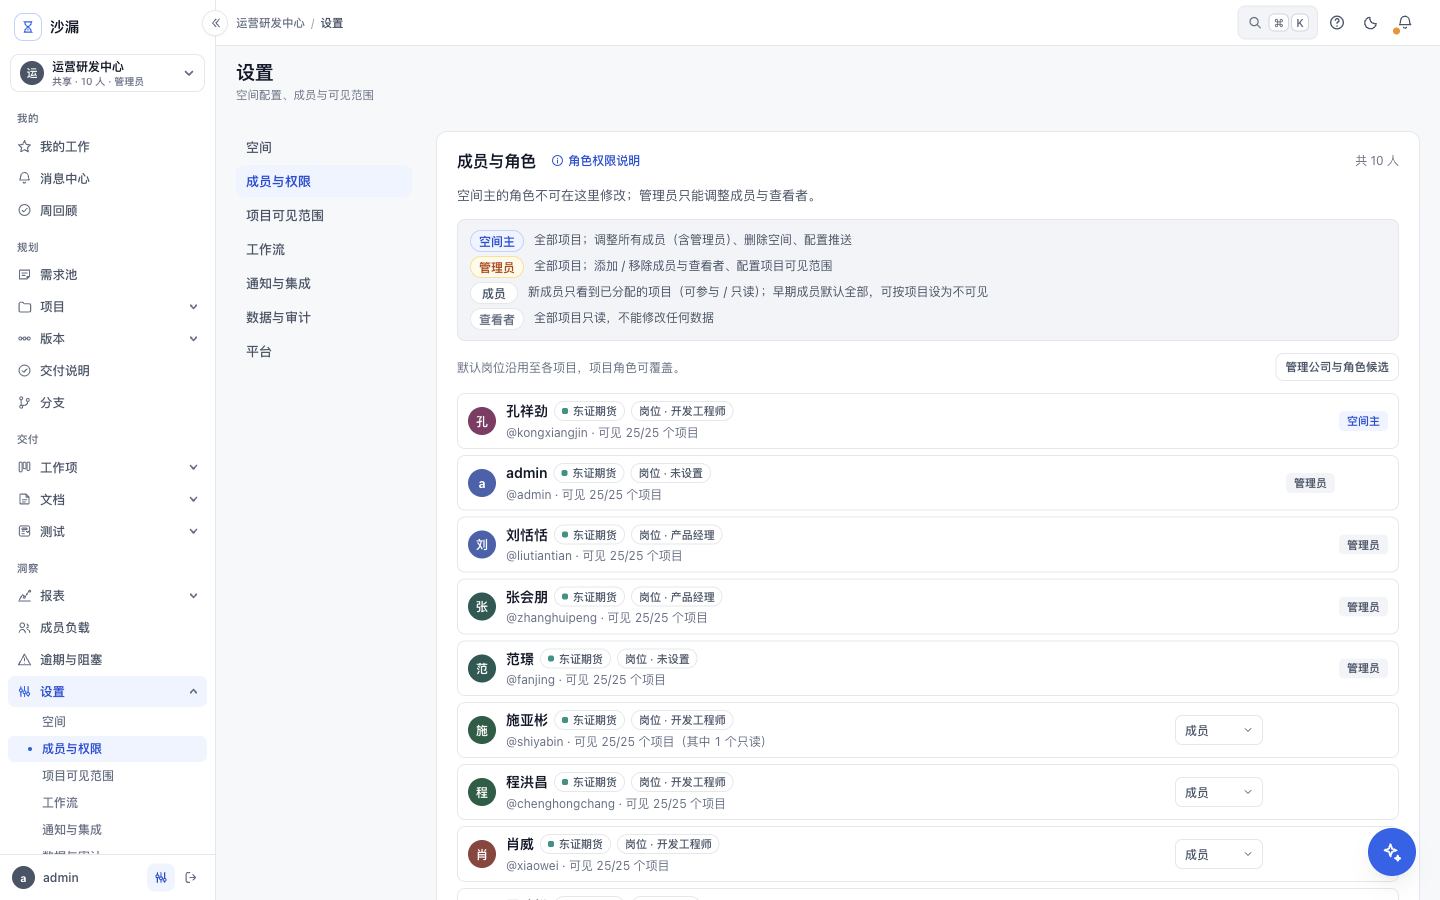 沙漏
运营研发中心 / 设置
⌘ K
运 运营研发中心
共享 · 10 人 · 管理员
我的
我的工作
消息中心
周回顾
规划
需求池
项目
版本
交付说明
分支
交付
工作项
文档
测试
洞察
报表
成员负载
逾期与阻塞
设置
空间
成员与权限
项目可见范围
工作流
通知与集成
a admin
设置
空间配置、成员与可见范围
空间
成员与权限
项目可见范围
工作流
通知与集成
数据与审计
平台
成员与角色 角色权限说明 共 10 人
空间主的角色不可在这里修改；管理员只能调整成员与查看者。
空间主 全部项目；调整所有成员（含管理员）、删除空间、配置推送
管理员 全部项目；添加 / 移除成员与查看者、配置项目可见范围
成员 新成员只看到已分配的项目（可参与 / 只读）；早期成员默认全部，可按项目设为不可见
查看者 全部项目只读，不能修改任何数据
默认岗位沿用至各项目，项目角色可覆盖。 管理公司与角色候选
孔 孔祥劲 东证期货 岗位 · 开发工程师 空间主
@kongxiangjin · 可见 25/25 个项目
a admin 东证期货 岗位 · 未设置 管理员
@admin · 可见 25/25 个项目
刘 刘恬恬 东证期货 岗位 · 产品经理 管理员
@liutiantian · 可见 25/25 个项目
张 张会朋 东证期货 岗位 · 产品经理 管理员
@zhanghuipeng · 可见 25/25 个项目
范 范璟 东证期货 岗位 · 未设置 管理员
@fanjing · 可见 25/25 个项目
施 施亚彬 东证期货 岗位 · 开发工程师 成员
@shiyabin · 可见 25/25 个项目（其中 1 个只读）
程 程洪昌 东证期货 岗位 · 开发工程师 成员
@chenghongchang · 可见 25/25 个项目
肖 肖威 东证期货 岗位 · 开发工程师 成员
@xiaowei · 可见 25/25 个项目